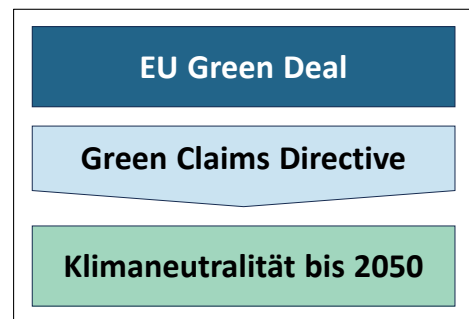 EU Green Deal
Green Claims Directive
Klimaneutralität bis 2050